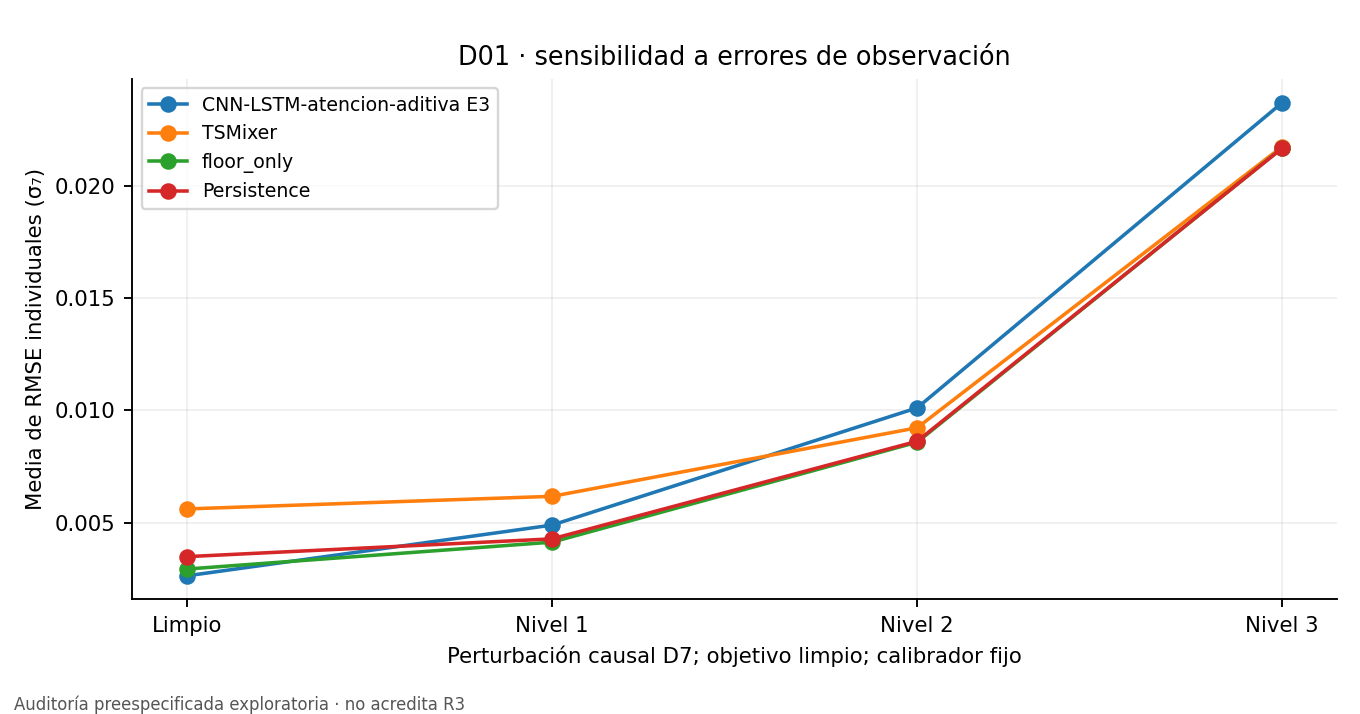 D01 · sensibilidad a errores de observación
CNN-LSTM-atencion-aditiva E3
TSMixer
floor_only
Persistence
Media de RMSE individuales (σ₇)
0.020
0.015
0.010
0.005
Limpio
Nivel 1
Nivel 2
Nivel 3
Perturbación causal D7; objetivo limpio; calibrador fijo
Auditoría preespecificada exploratoria · no acredita R3